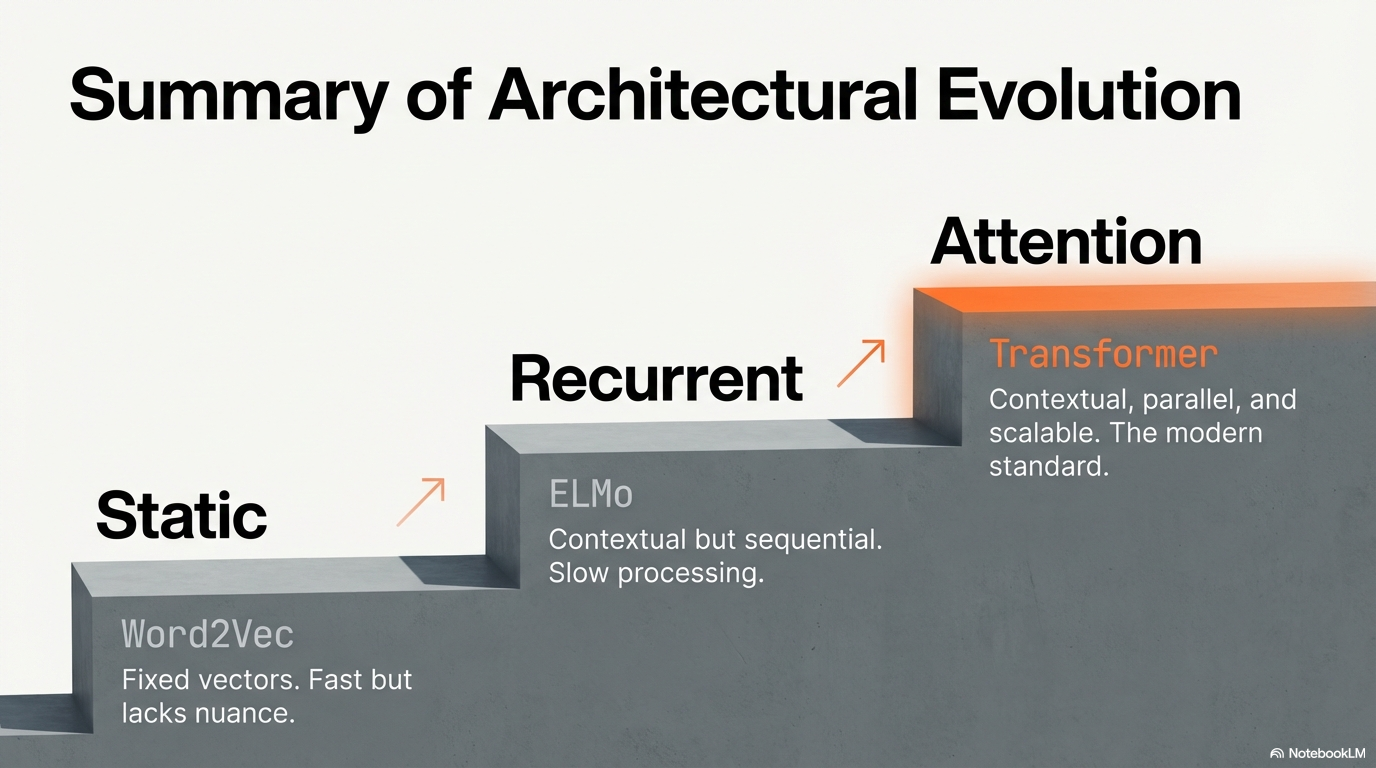 Summary of Architectural Evolution
Static
Word2Vec
Fixed vectors. Fast but
lacks nuance.
Recurrent
ELMo
Contextual but sequential.
Slow processing.
Attention
Transformer
Contextual, parallel, and
scalable. The modern
standard.
NotebookLM